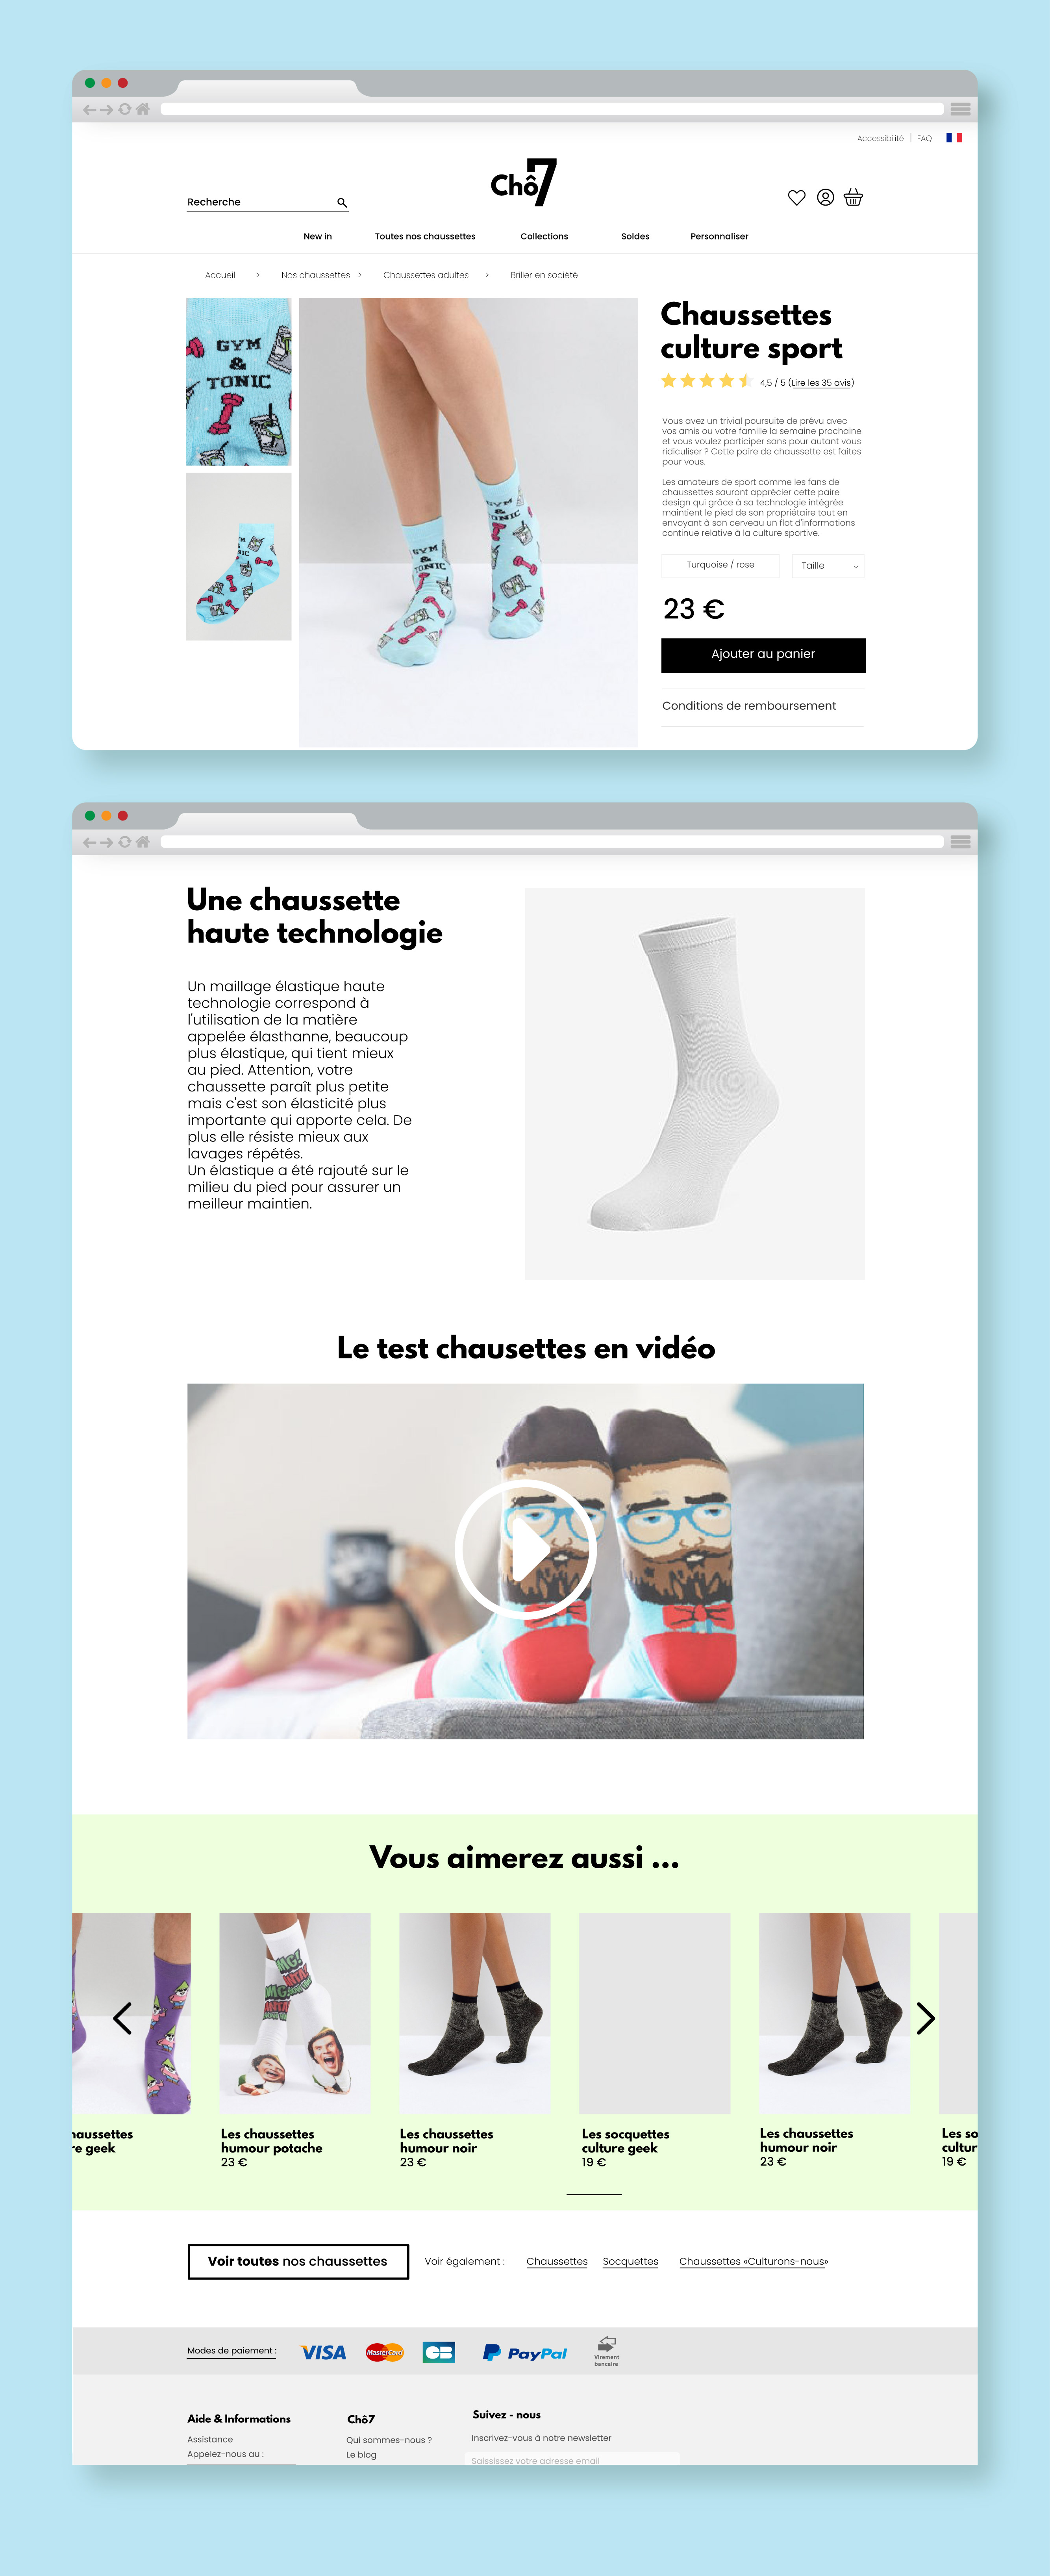 Accessibilité | FAQ
Chô7
Recherche
New in Toutes nos chaussettes Collections Soldes Personnaliser
Accueil > Nos chaussettes > Chaussettes adultes > Briller en société
GYM
&
TONIC
Chaussettes
culture sport
4,5 / 5 (Lire les 35 avis)
Vous avez un trivial poursuite de prévu avec
vos amis ou votre famille la semaine prochaine
et vous voulez participer sans pour autant vous
ridiculiser ? Cette paire de chaussette est faites
pour vous.
Les amateurs de sport comme les fans de
chaussettes sauront apprécier cette paire
design qui grâce à sa technologie intégrée
maintient le pied de son propriétaire tout en
envoyant à son cerveau un flot d'informations
continue relative à la culture sportive.
Turquoise / rose Taille
23 €
Ajouter au panier
Conditions de remboursement
Une chaussette
haute technologie
Un maillage élastique haute
technologie correspond à
l'utilisation de la matière
appelée élasthanne, beaucoup
plus élastique, qui tient mieux
au pied. Attention, votre
chaussette paraît plus petite
mais c'est son élasticité plus
importante qui apporte cela. De
plus elle résiste mieux aux
lavages répétés.
Un élastique a été rajouté sur le
milieu du pied pour assurer un
meilleur maintien.
Le test chausettes en vidéo
Vous aimerez aussi ...
haussettes
re geek
Les chaussettes
humour potache
23 €
Les chaussettes
humour noir
23 €
Les socquettes
culture geek
19 €
Les chaussettes
humour noir
23 €
Les so
cultur
19 €
Voir toutes nos chaussettes Voir également : Chaussettes Socquettes Chaussettes «Culturons-nous»
Modes de paiement : VISA MasterCard CB PayPal Virement
bancaire
Aide & Informations
Assistance
Appelez-nous au :
Chô7
Qui sommes-nous ?
Le blog
Suivez - nous
Inscrivez-vous à notre newsletter
Saississez votre adresse email